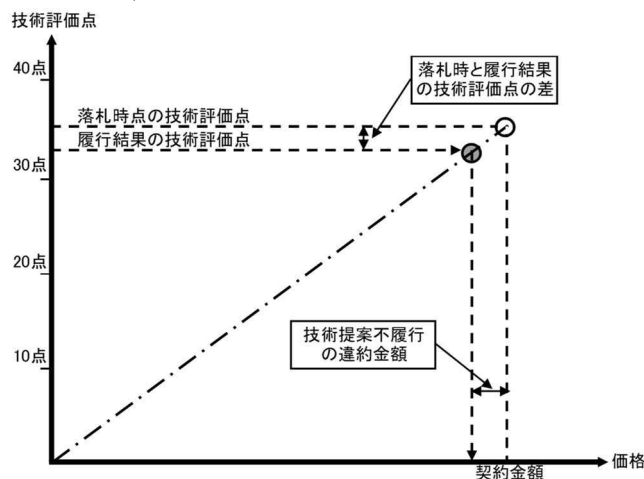 技術評価点
40点
落札時と履行結果
の技術評価点の差
落札時点の技術評価点
履行結果の技術評価点
30点
20点
技術提案不履行
の違約金額
10点
価格
契約金額